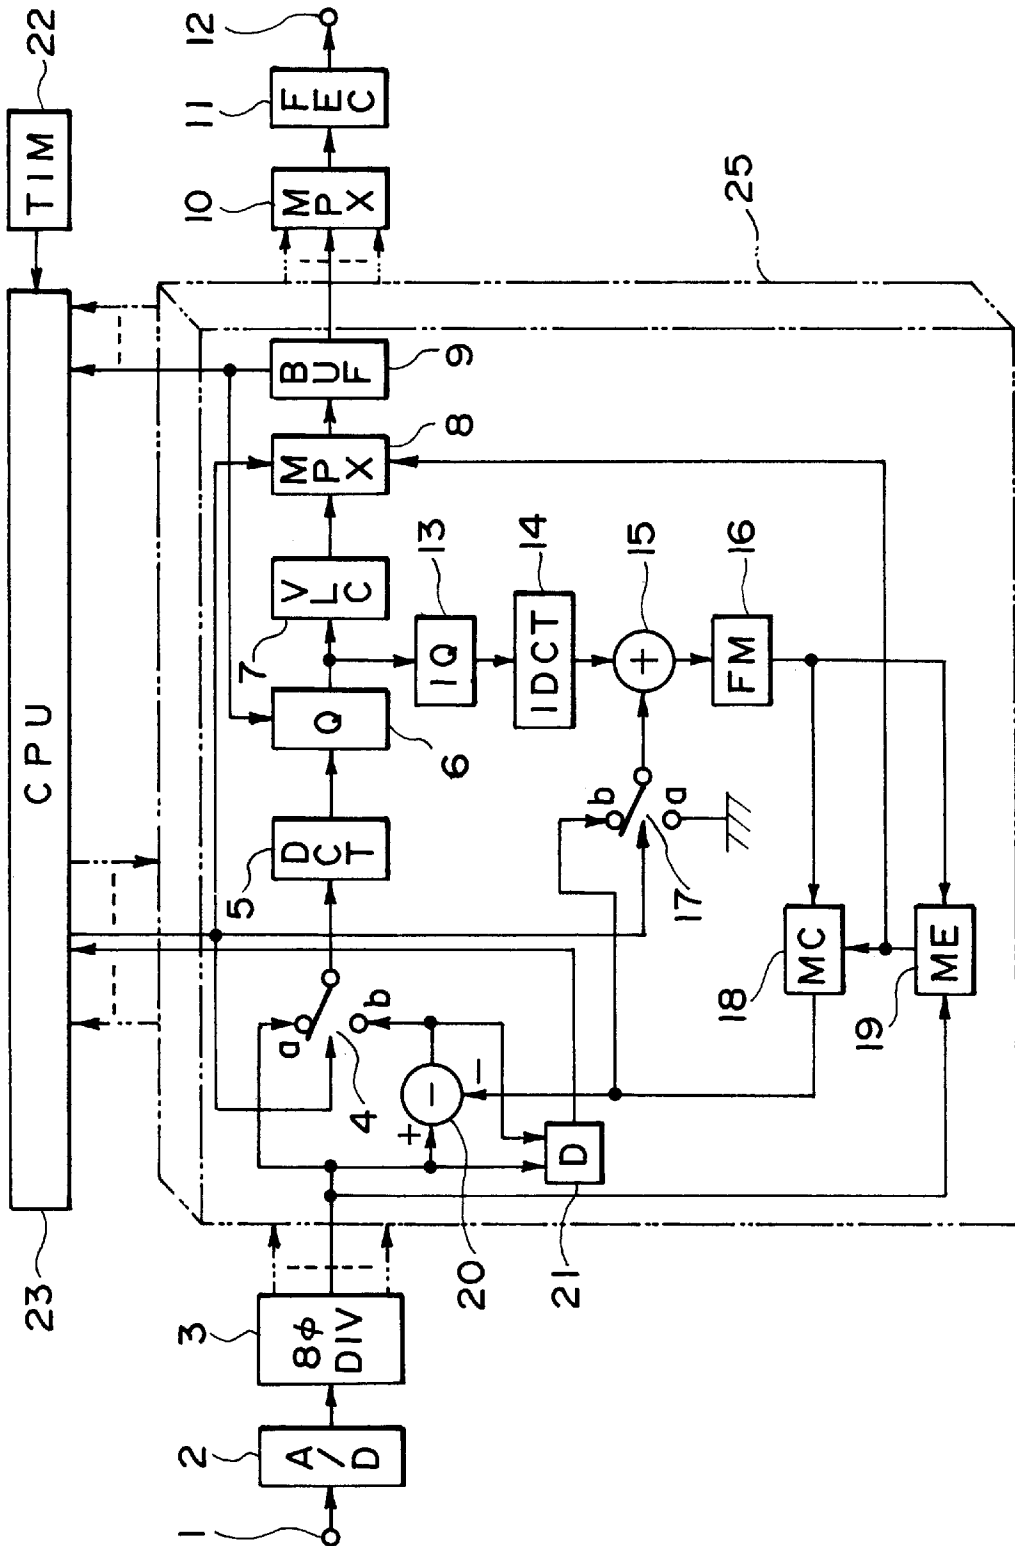 CPU
23
TIM
22
1
A/D
2
8φ
DIV
3
a
b
4
DCT
5
Q
6
VLC
7
MPX
8
BUF
9
MPX
10
FEC
11
12
IQ
13
IDCT
14
+
15
FM
16
b
a
17
MC
18
ME
19
+
-
-
20
D
21
25